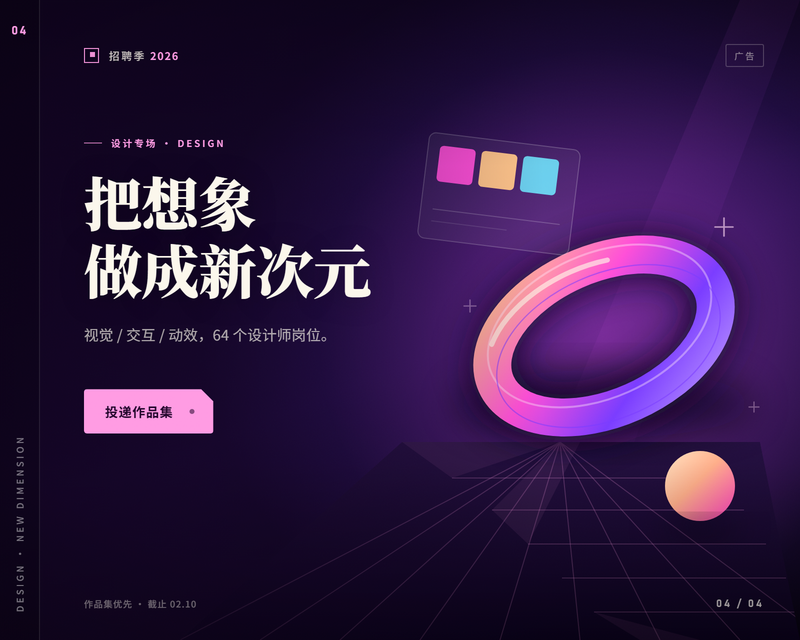 04
招聘季 2026
广告
设计专场 · DESIGN
把想象
做成新次元
视觉 / 交互 / 动效，64 个设计师岗位。
投递作品集
DESIGN · NEW DIMENSION
作品集优先 · 截止 02.10
04 / 04